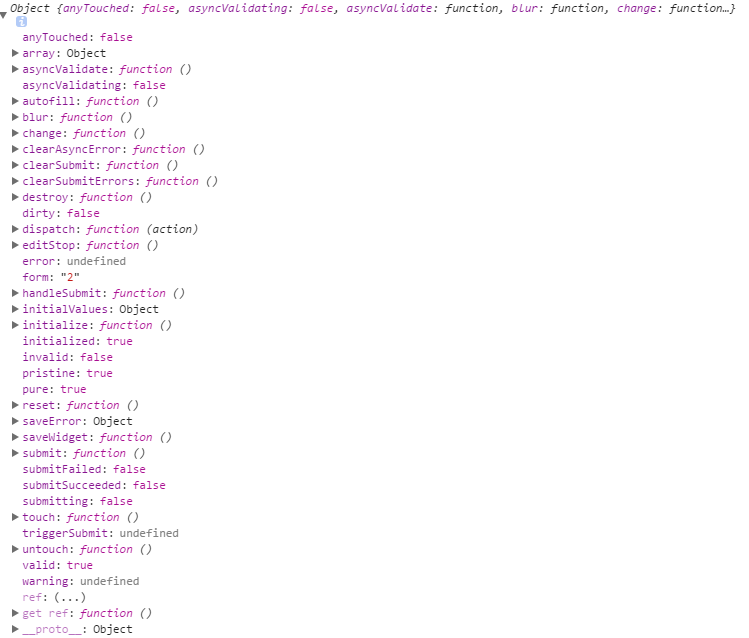 Object {anyTouched: false, asyncValidating: false, asyncValidate: function, blur: function, change: function…}
i
anyTouched: false
array: Object
asyncValidate: function ()
asyncValidating: false
autofill: function ()
blur: function ()
change: function ()
clearAsyncError: function ()
clearSubmit: function ()
clearSubmitErrors: function ()
destroy: function ()
dirty: false
dispatch: function (action)
editStop: function ()
error: undefined
form: "2"
handleSubmit: function ()
initialValues: Object
initialize: function ()
initialized: true
invalid: false
pristine: true
pure: true
reset: function ()
saveError: Object
saveWidget: function ()
submit: function ()
submitFailed: false
submitSucceeded: false
submitting: false
touch: function ()
triggerSubmit: undefined
untouch: function ()
valid: true
warning: undefined
ref: (...)
get ref: function ()
__proto__: Object